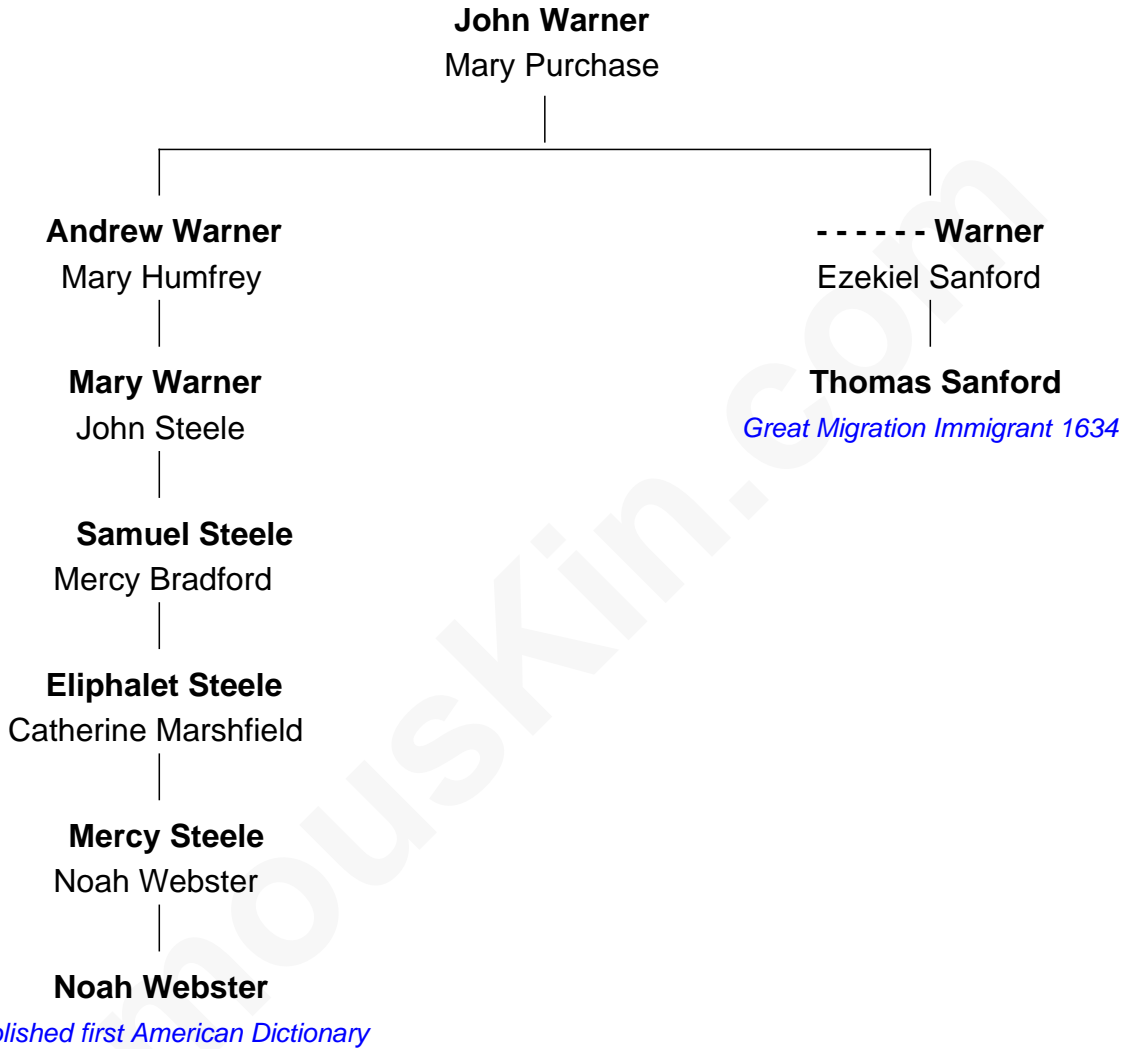 John Warner
Mary Purchase
Andrew Warner
- - - - - - Warner
Mary Humfrey
Ezekiel Sanford
Mary Warner
Thomas Sanford
John Steele
Great Migration Immigrant 1634
Samuel Steele
Mercy Bradford
Eliphalet Steele
Catherine Marshfield
Mercy Steele
Noah Webster
Noah Webster
first American Dictionary